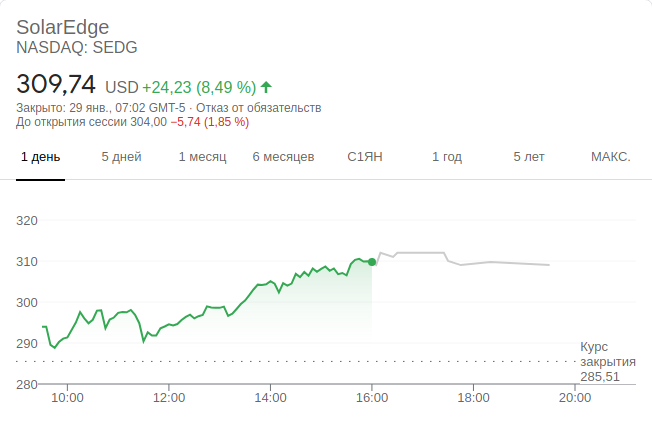 SolarEdge
NASDAQ: SEDG
309,74 USD +24,23 (8,49 %)
Закрыто: 29 янв., 07:02 GMT-5 · Отказ от обязательств
До открытия сессии 304,00 −5,74 (1,85 %)
1 день 5 дней 1 месяц 6 месяцев С1ЯН 1 год 5 лет МАКС.
320
310
300
290
Курс
закрытия
285,51
280
10:00 12:00 14:00 16:00 18:00 20:00